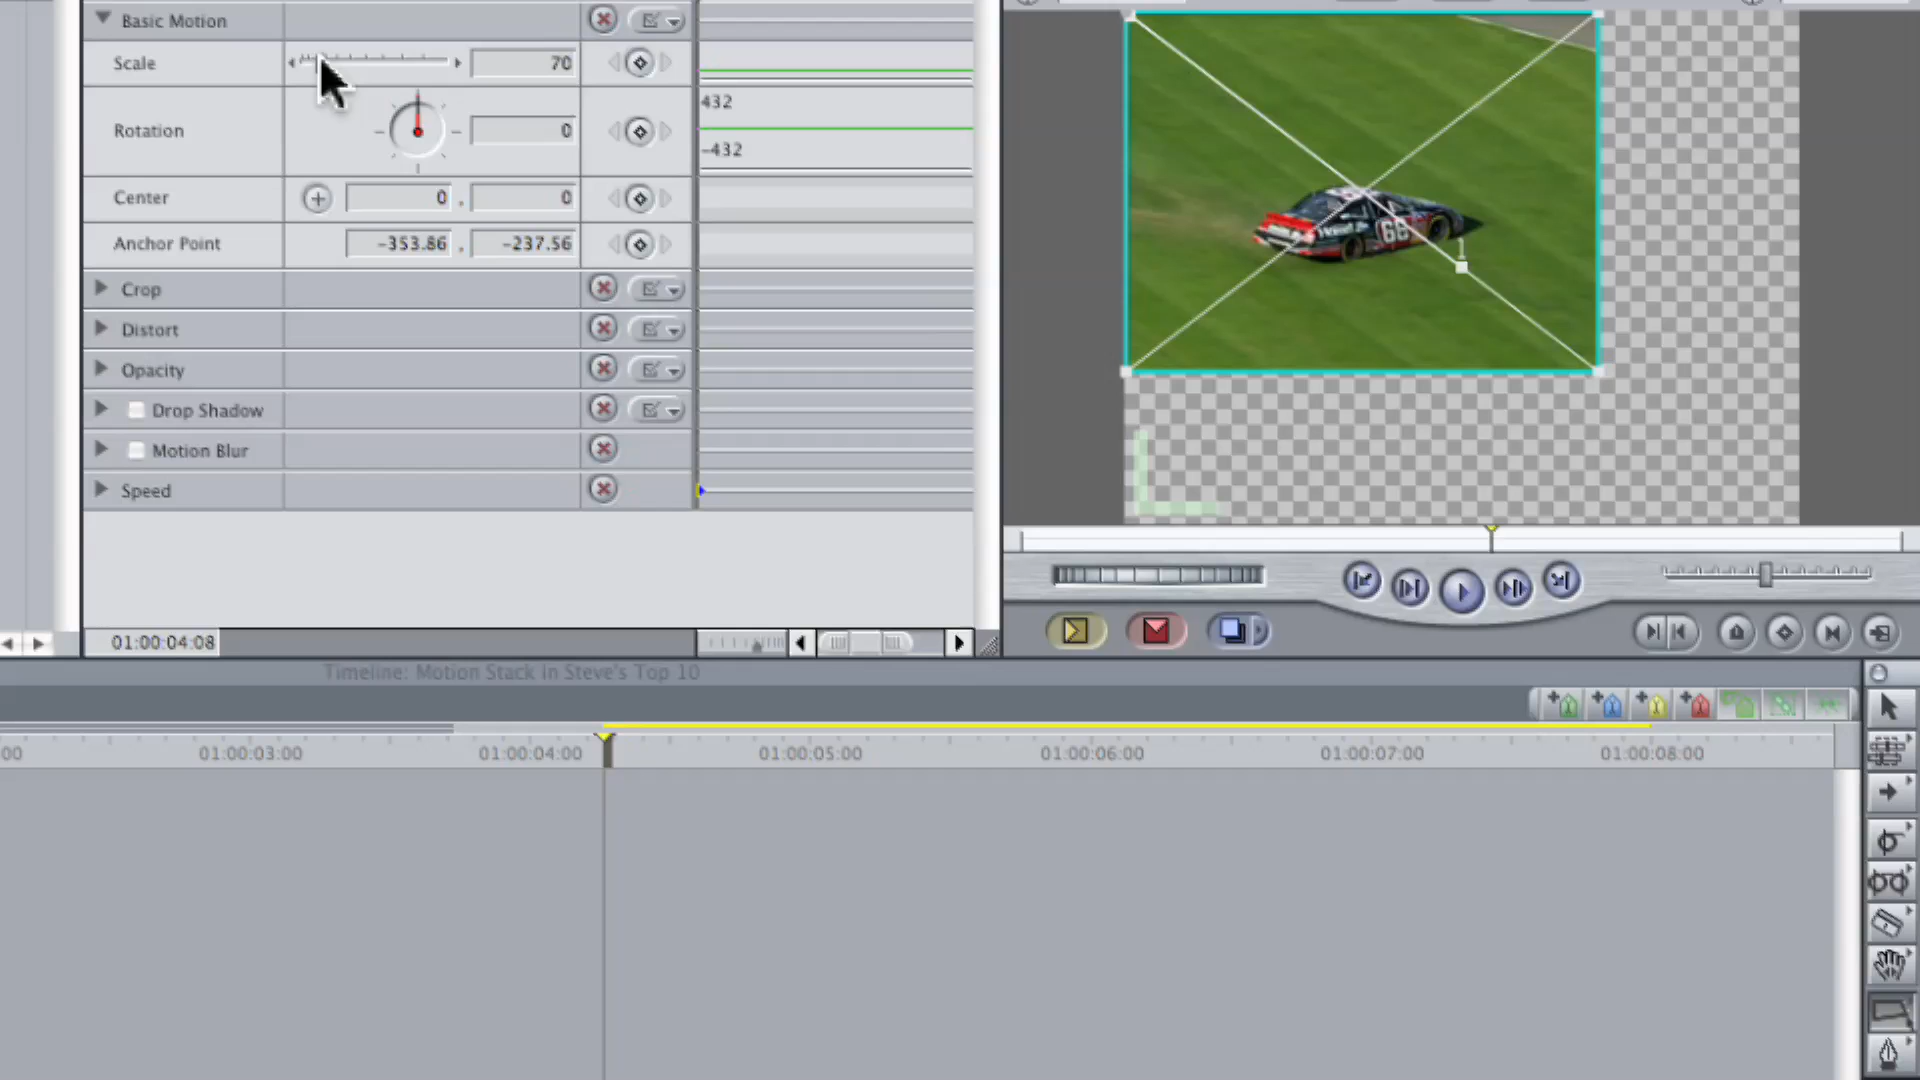 Basic Motion
Scale 70
432
Rotation 0
-432
Center 0 , 0
Anchor Point -353.86 , -237.56
Crop
Distort
Opacity
Drop Shadow
Motion Blur
Speed
01:00:04:08
66
1
Timeline: Motion Stack in Steve's Top 10
00 01:00:03:00 01:00:04:00 01:00:05:00 01:00:06:00 01:00:07:00 01:00:08:00